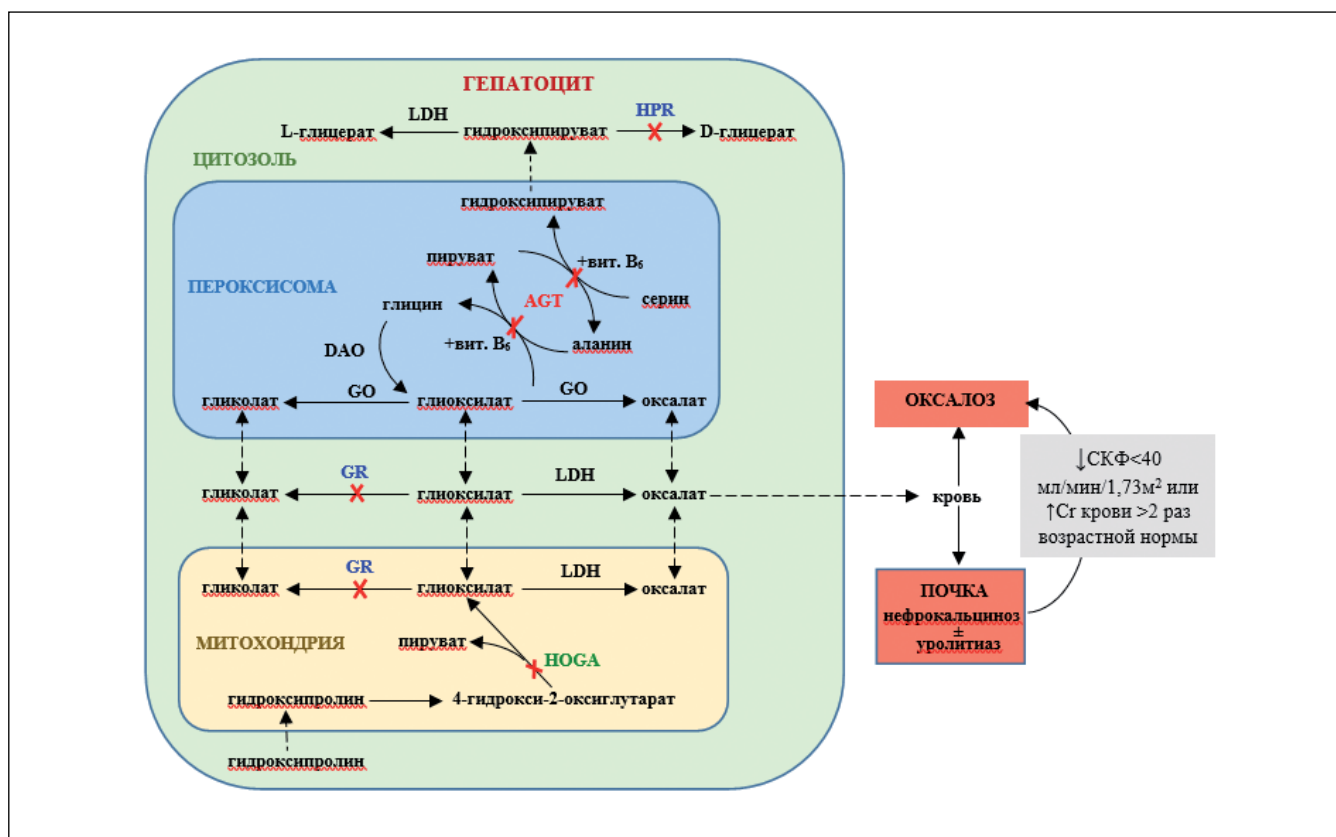 ГЕПАТОЦИТ
LDH
HPR
L-глицерат
гидроксипируват
D-глицерат
ЦИТОЗОЛЬ
гидроксипируват
пируват
+вит. B₆
ПЕРОКСИСОМА
AGT
серин
глицин
+вит. B₆
аланин
DAO
GO
GO
гликолат
глиоксилат
оксалат
ОКСАЛОЗ
GR
LDH
гликолат
глиоксилат
оксалат
кровь
↓СКФ<40
мл/мин/1,73м² или
↑Cr крови >2 раз
возрастной нормы
GR
LDH
гликолат
глиоксилат
оксалат
ПОЧКА
нефрокальциноз
±
уролитиаз
МИТОХОНДРИЯ
пируват
HOGA
гидроксипролин
4-гидрокси-2-оксиглутарат
гидроксипролин